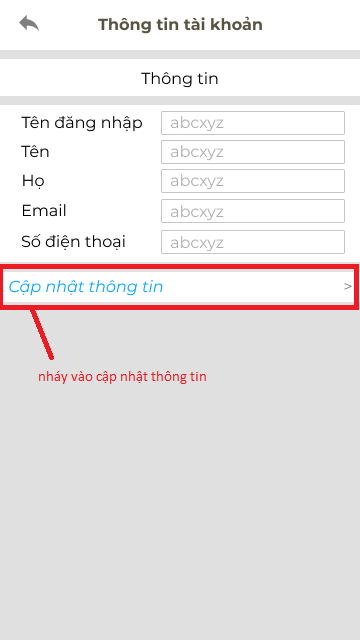 Thông tin tài khoản
Thông tin
Tên đăng nhập abcxyz
Tên abcxyz
Họ abcxyz
Email abcxyz
Số điện thoại abcxyz
Cập nhật thông tin >
nháy vào cập nhật thông tin